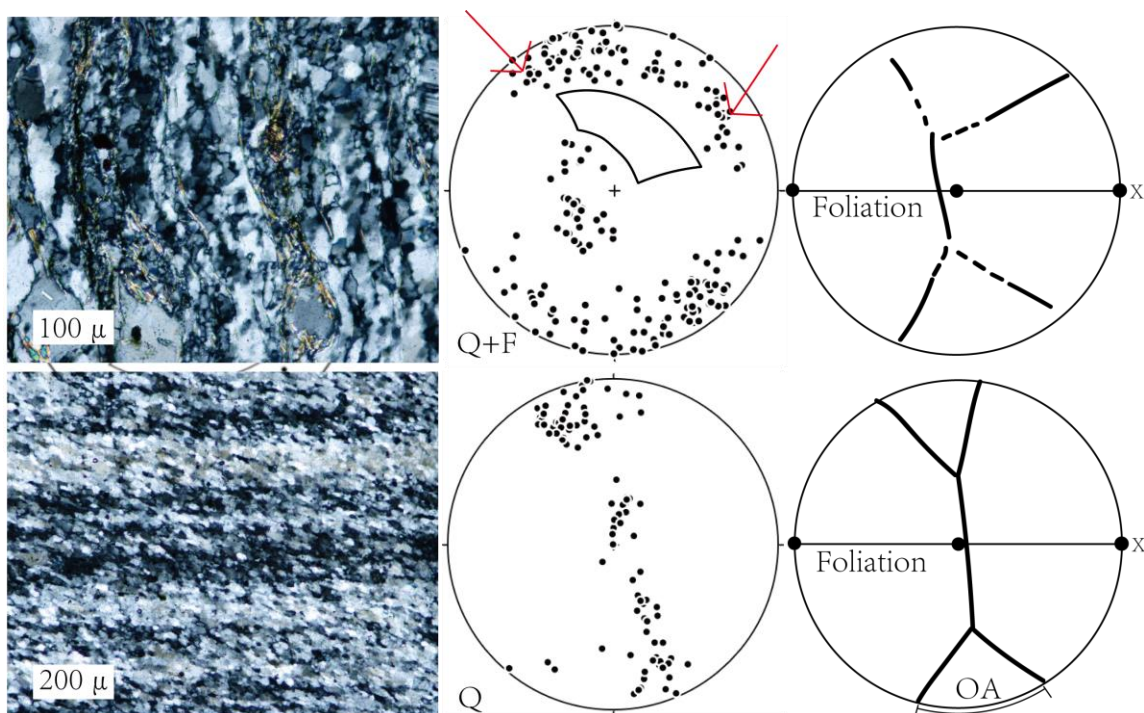 100 μ
Q+F
Foliation
X
200 μ
Q
Foliation
X
OA